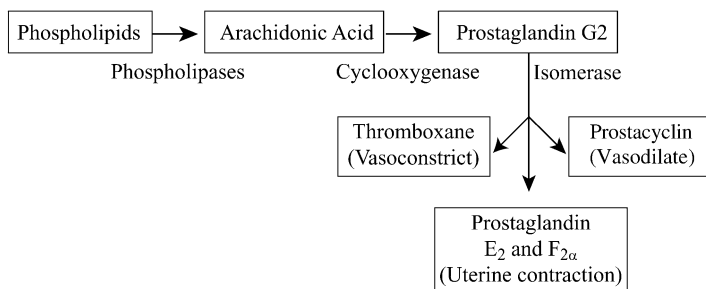 Phospholipids
Arachidonic Acid
Prostaglandin G2
Phospholipases
Cyclooxygenase
Isomerase
Thromboxane
(Vasoconstrict)
Prostacyclin
(Vasodilate)
Prostaglandin
E₂ and F₂α
(Uterine contraction)